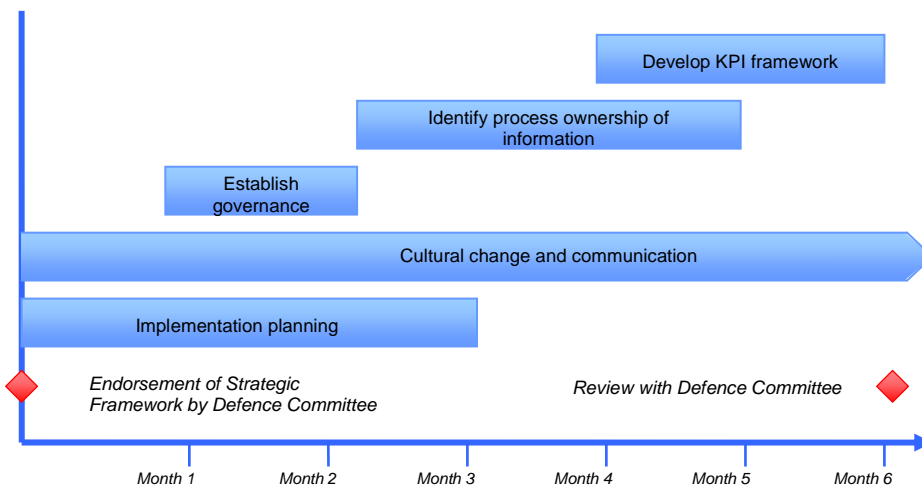 Develop KPI framework
Identify process ownership of
information
Establish
governance
Cultural change and communication
Implementation planning
Endorsement of Strategic
Framework by Defence Committee
Review with Defence Committee
Month 1
Month 2
Month 3
Month 4
Month 5
Month 6